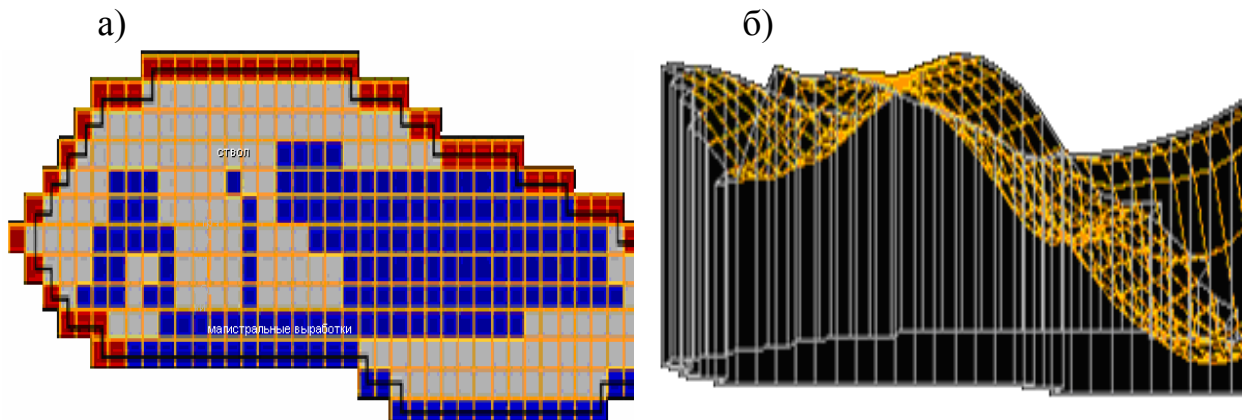 а)
б)
ствол
магистральные выработки